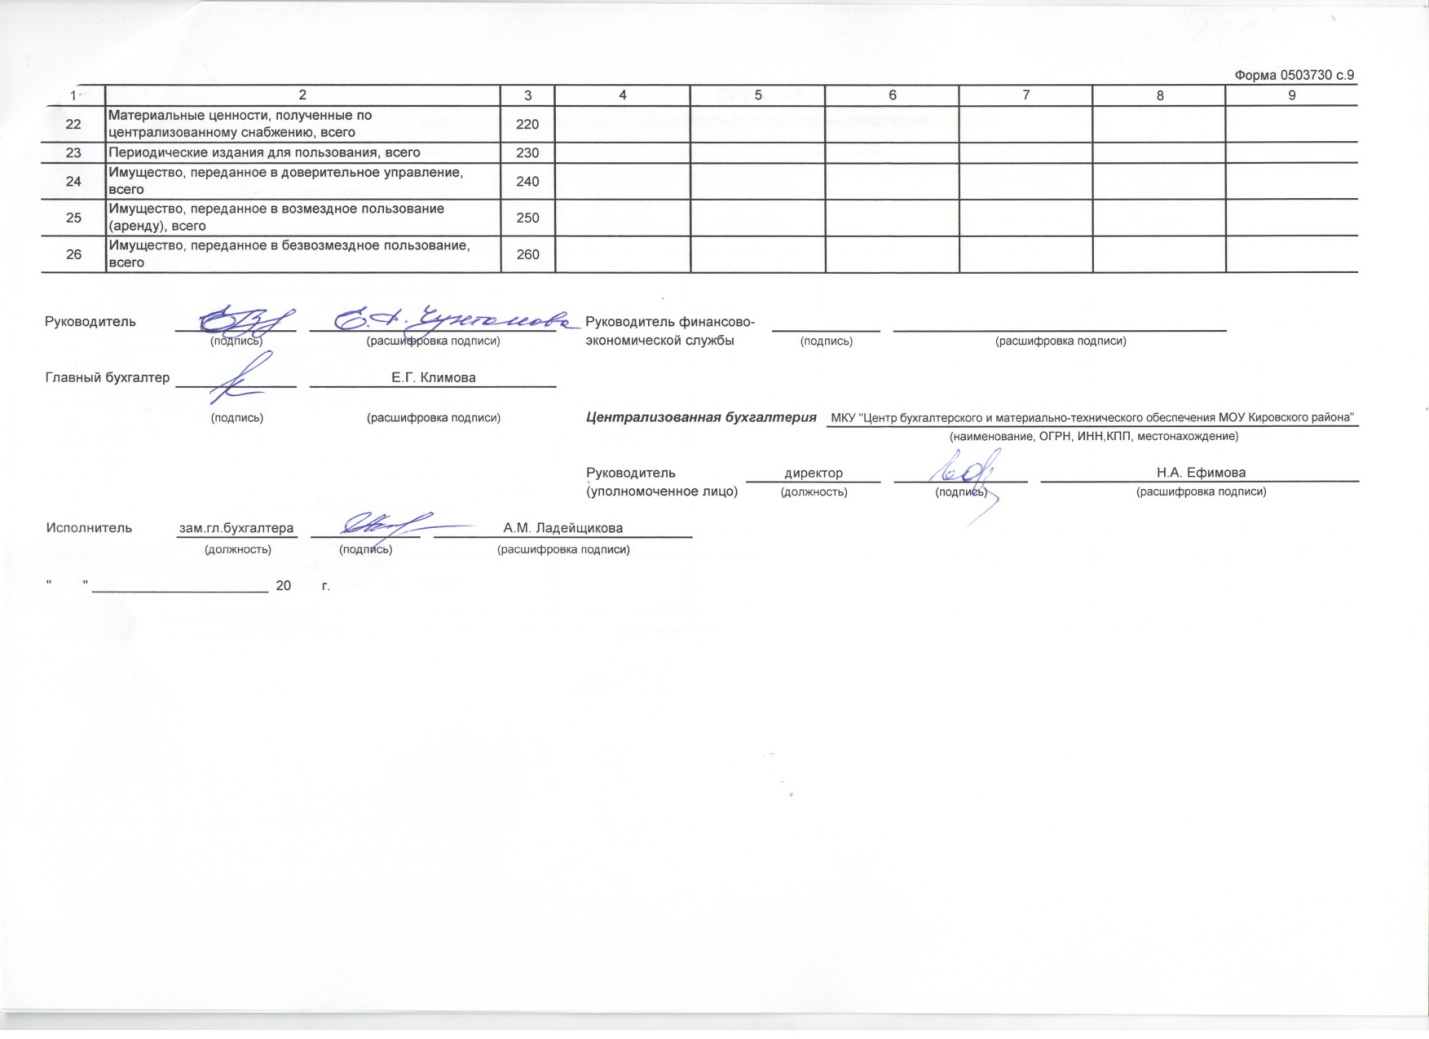 Форма 0503730 с.9
1 2 3 4 5 6 7 8 9
22 Материальные ценности, полученные по
централизованному снабжению, всего 220
23 Периодические издания для пользования, всего 230
24 Имущество, переданное в доверительное управление,
всего 240
25 Имущество, переданное в возмездное пользование
(аренду), всего 250
26 Имущество, переданное в безвозмездное пользование,
всего 260
Руководитель Руководитель финансово-
(подпись) (расшифровка подписи) экономической службы (подпись) (расшифровка подписи)
Главный бухгалтер Е.Г. Климова
(подпись) (расшифровка подписи) Централизованная бухгалтерия МКУ "Центр бухгалтерского и материально-технического обеспечения МОУ Кировского района"
(наименование, ОГРН, ИНН,КПП, местонахождение)
Руководитель директор Н.А. Ефимова
(уполномоченное лицо) (должность) (подпись) (расшифровка подписи)
Исполнитель зам.гл.бухгалтера А.М. Ладейщикова
(должность) (подпись) (расшифровка подписи)
" " 20 г.